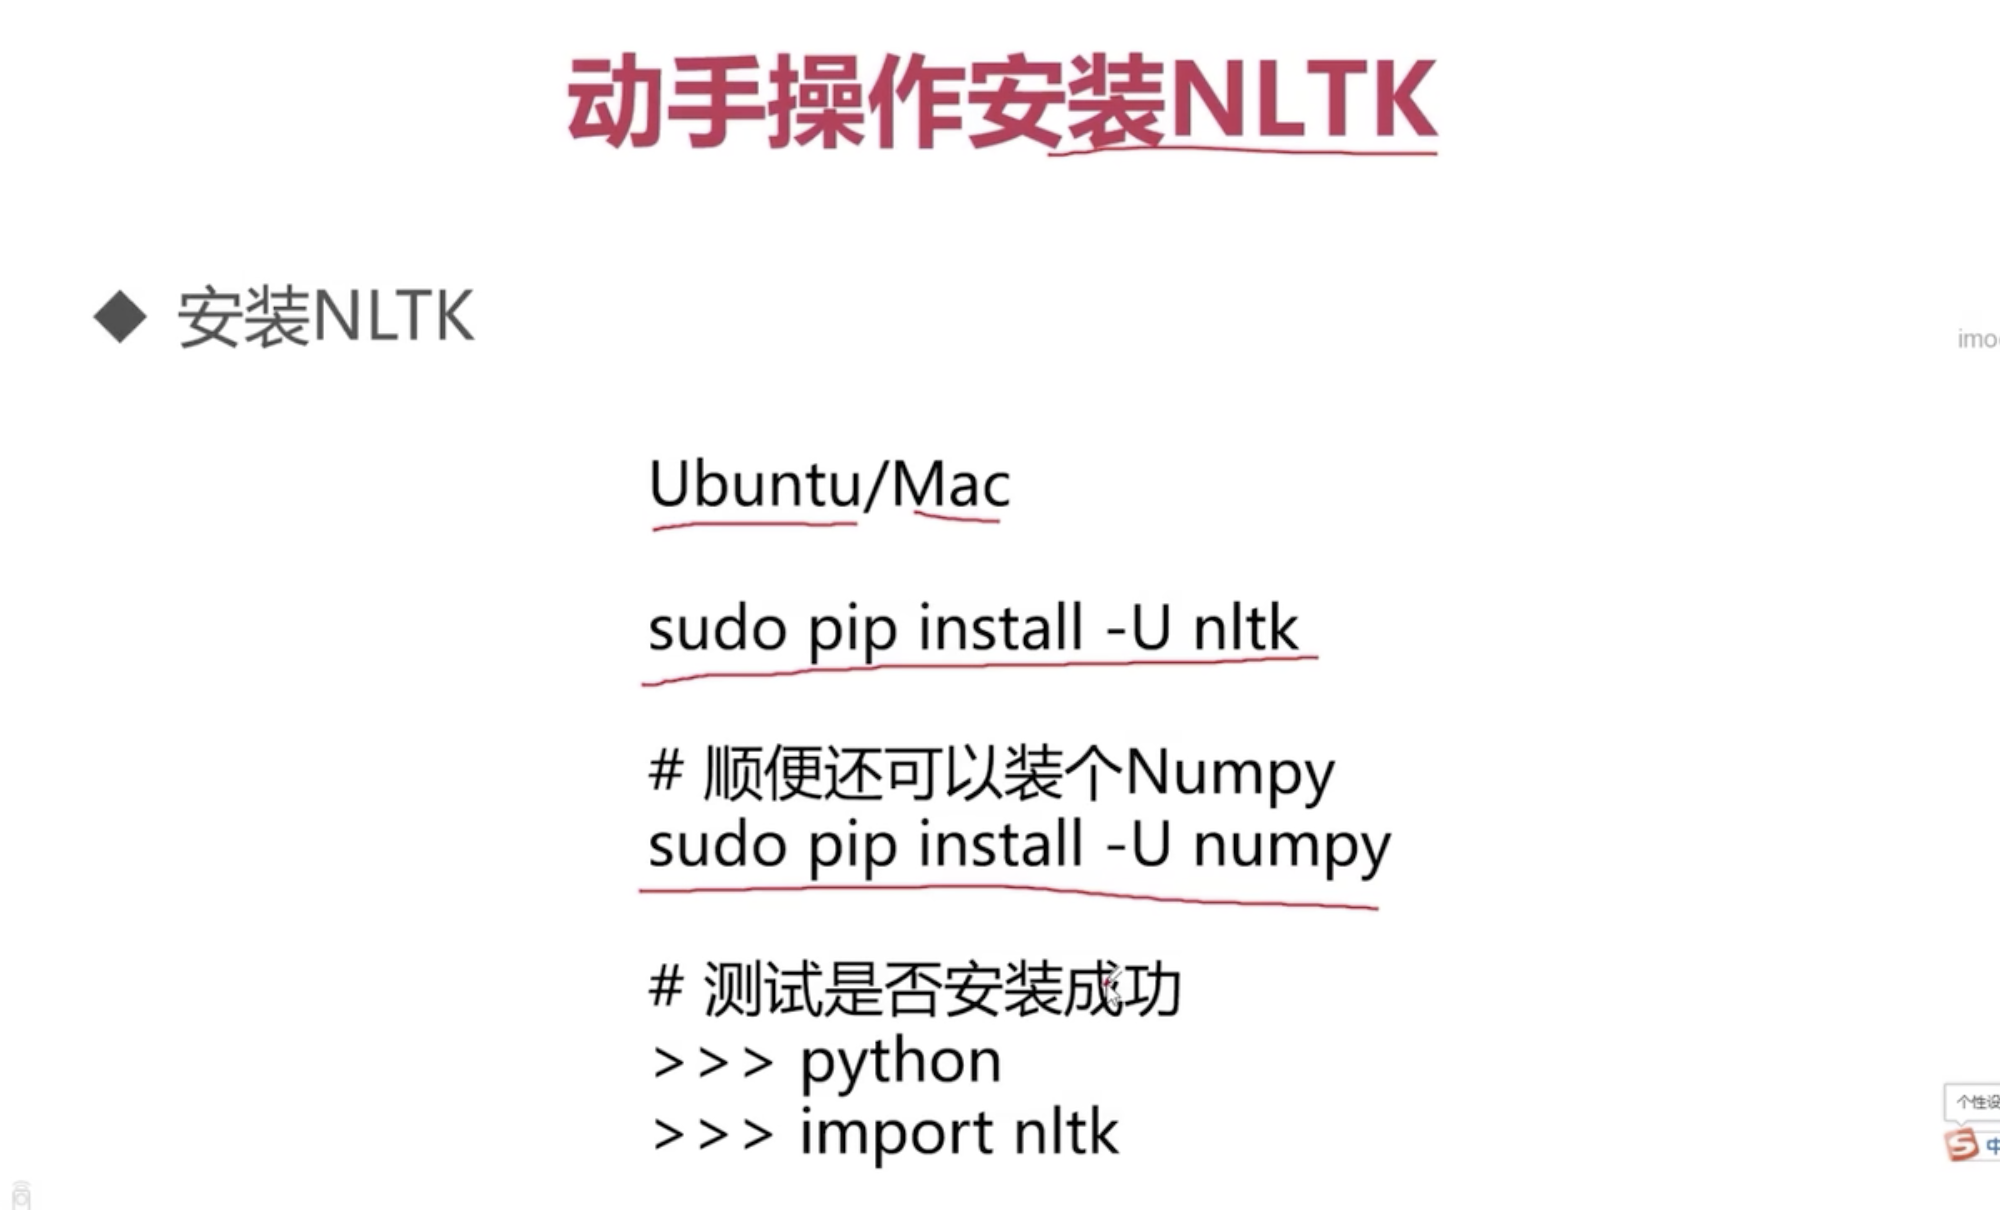 动手操作安装NLTK
◆ 安装NLTK
Ubuntu/Mac
sudo pip install -U nltk
# 顺便还可以装个Numpy
sudo pip install -U numpy
# 测试是否安装成功
>>> python
>>> import nltk
imoo
个性设
中